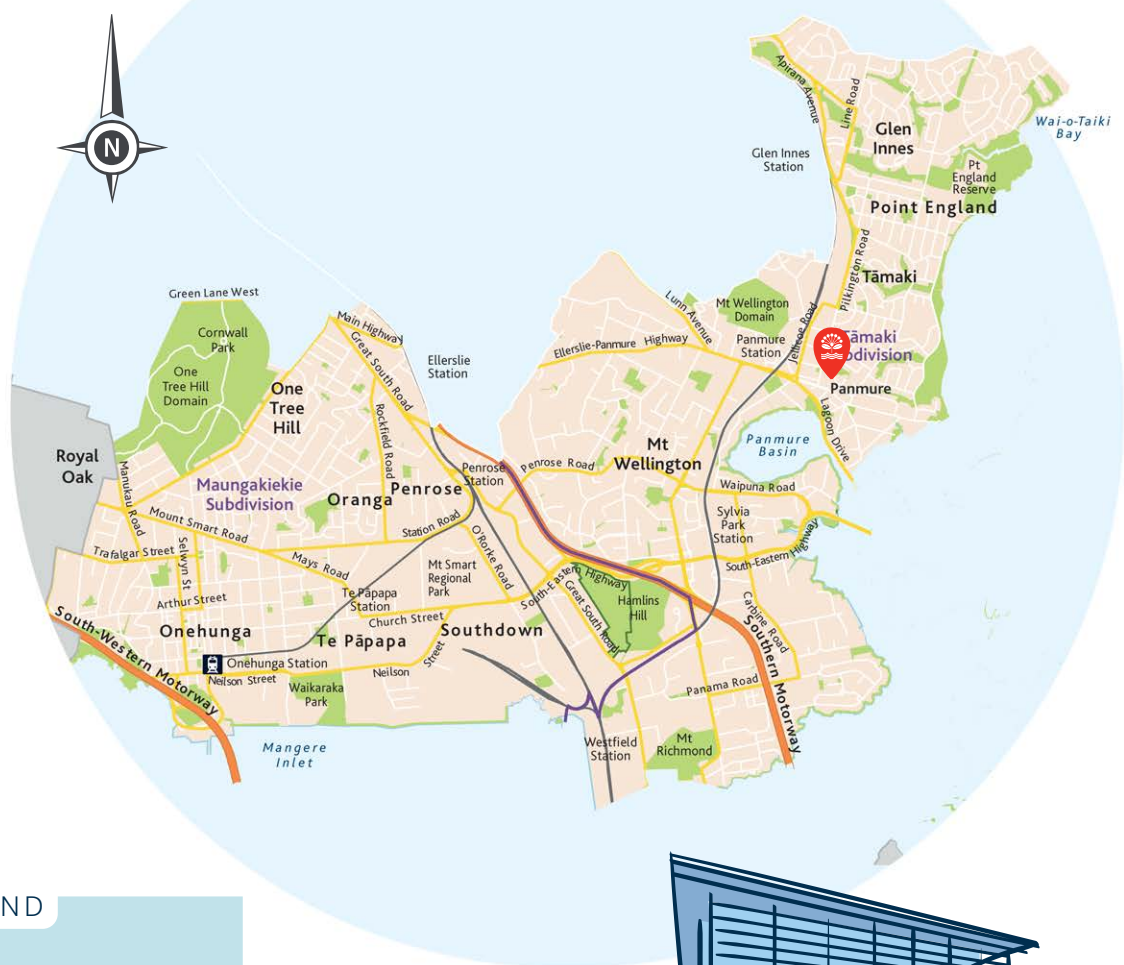 Apirana Avenue
Line Road
Wai-o-Taiki
Bay
Glen
Innes
Glen Innes
Station
Pt
England
Reserve
Point England
N
Pilkington Road
Tāmaki
Green Lane West
Cornwall
Park
Main Highway
Lunn Avenue
Mt Wellington
Domain
Jellicoe Road
Panmure
Station
Great South Road
Ellerslie-Panmure Highway
Tāmaki
Ellerslie
Station
One
Tree Hill
Domain
One
Tree
Hill
Panmure
Rockfield Road
Lagoon Drive
Royal
Oak
Mt
Wellington
Panmure
Basin
Manukau Road
Maungakiekie
Subdivision
Oranga
Penrose
Penrose
Station
Penrose Road
Waipuna Road
Mount Smart Road
Station Road
Sylvia
Park
Station
Trafalgar Street
Selwyn St
Mays Road
O'Rorke Road
South-Eastern Highway
Mt Smart
Regional
Park
South-Eastern Highway
Arthur Street
Te Pāpapa
Station
Great South Road
Hamlins
Hill
Carbine Road
Church Street
South-Western Motorway
Onehunga
Te Pāpapa
Southdown
Southern Motorway
Onehunga Station
Neilson Street
Neilson
Street
Waikaraka
Park
Panama Road
Mangere
Inlet
Westfield
Station
Mt
Richmond
ND